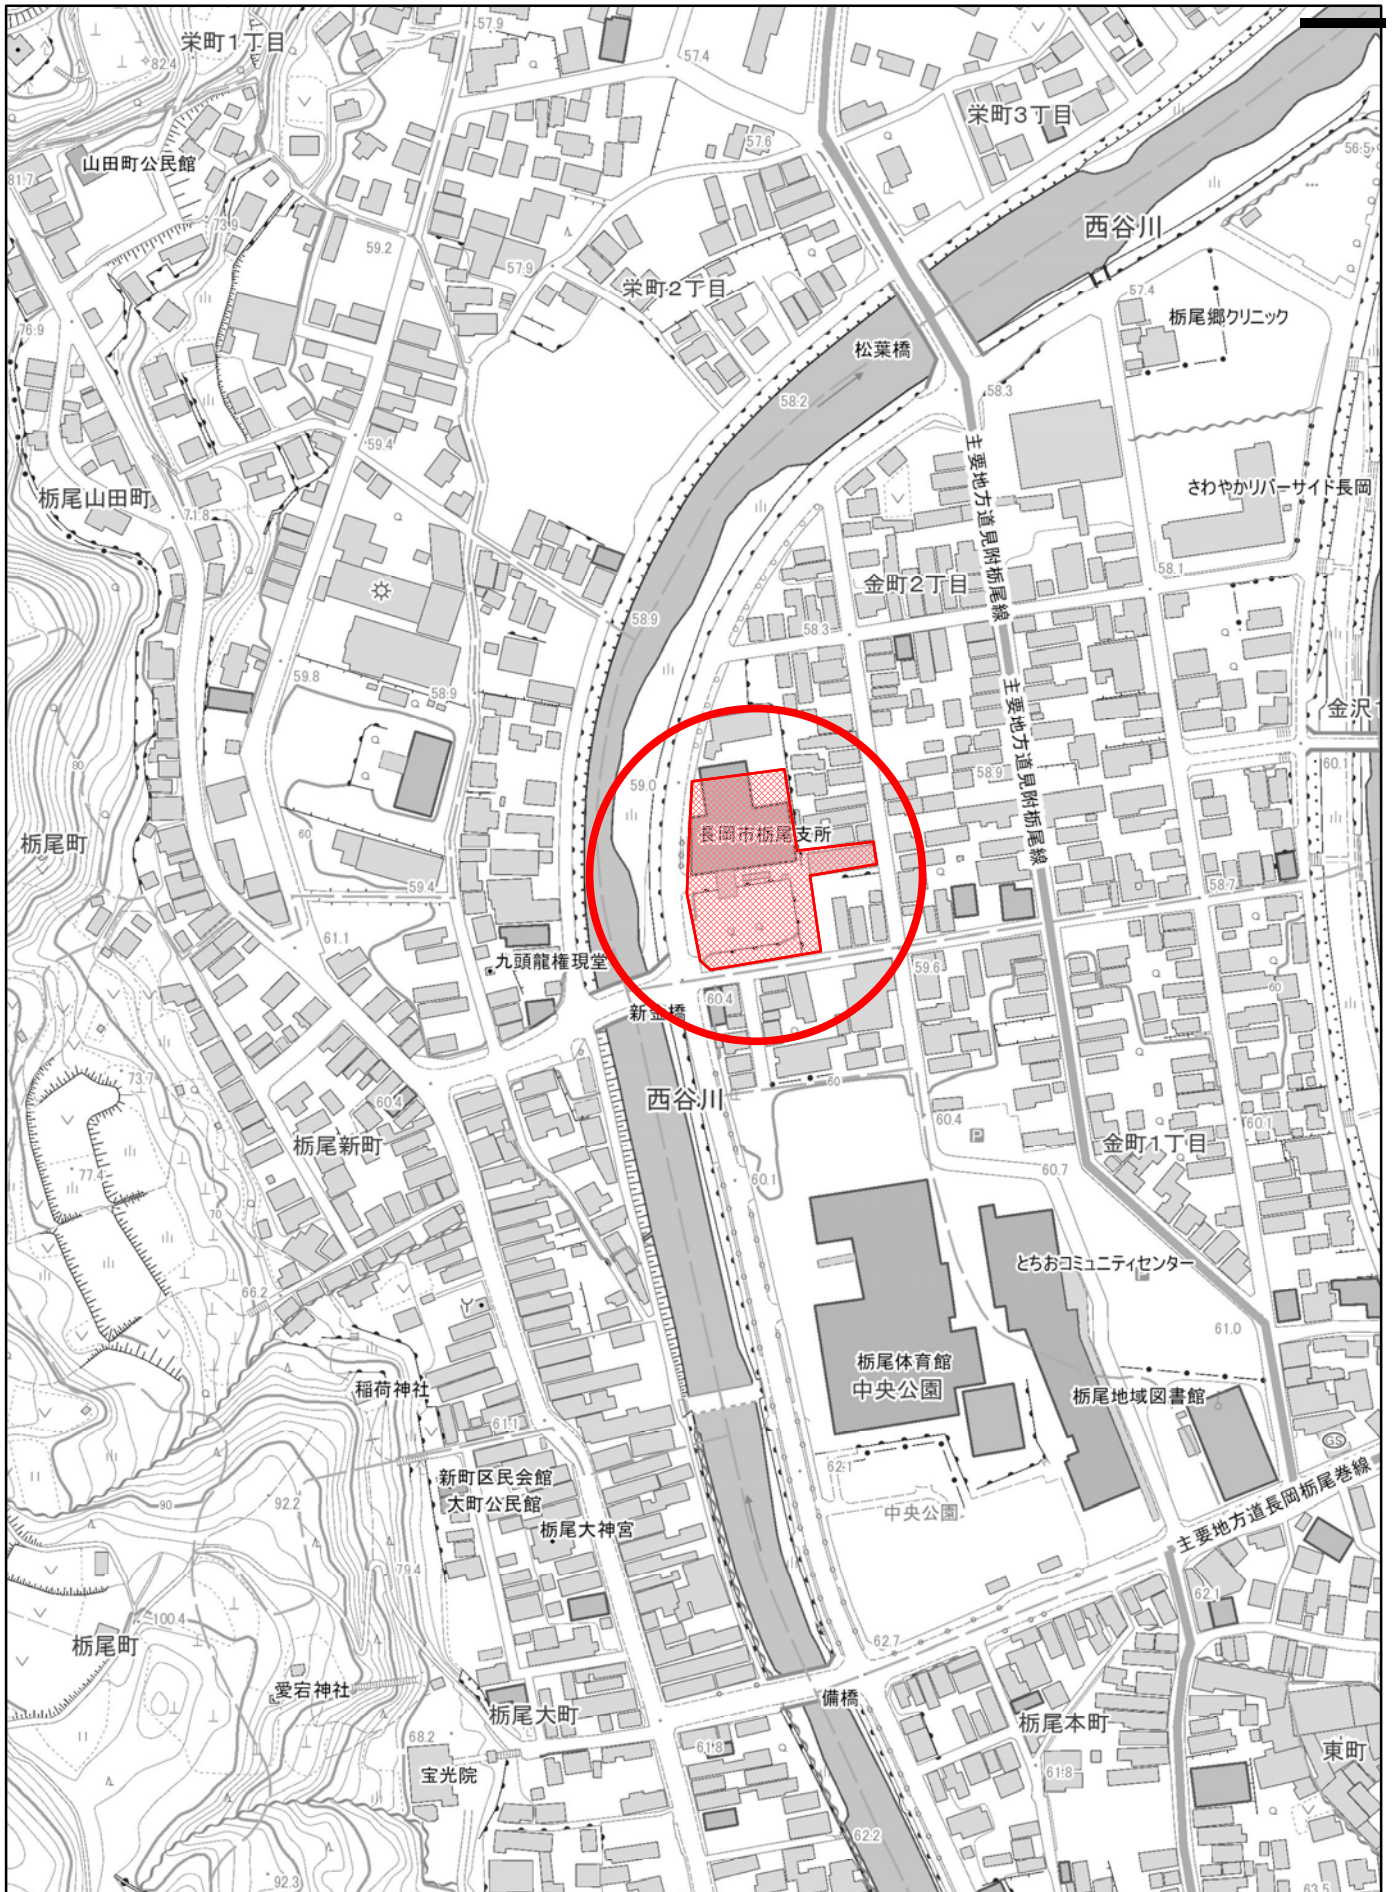 57.9
栄町1丁目
57.4
82.4
栄町3丁目
57.6
56.5
山田町公民館
81.7
73.9
西谷川
59.2
57.9
栄町2丁目
57.4
栃尾郷クリニック
76.9
松葉橋
58.3
58.2
59.4
主要地方道見附栃尾線
さわやかリバーサイド長岡
栃尾山田町
71.8
58.1
金町2丁目
58.9
58.3
59.8
58.9
主要地方道見附栃尾線
金沢
60.1
80
59.0
58.9
長岡市栃尾支所
栃尾町
60
59.4
58.7
61.1
九頭龍権現堂
59.6
60
60.4
新金橋
73.7
60
60.4
西谷川
60.4
P
60.1
栃尾新町
金町1丁目
77.4
60.7
60.1
70
とちおコミュニティセンター
P
66.2
61.0
栃尾体育館
稲荷神社
中央公園
栃尾地域図書館
61.1
GS
新町区民会館
62.1
主要地方道長岡栃尾巻線
90
92.2
大町公民館
中央公園
栃尾大神宮
79.4
62.1
100.4
栃尾町
62.7
愛宕神社
備橋
栃尾大町
栃尾本町
68.2
61.8
東町
宝光院
61.8
62.2
92.3
63.5